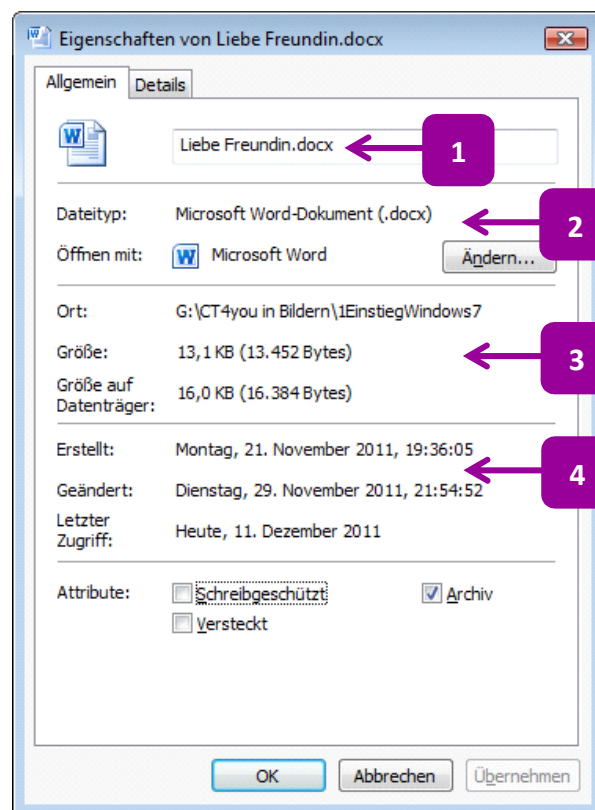 Eigenschaften von Liebe Freundin.docx
Allgemein Details
Liebe Freundin.docx 1
Dateityp: Microsoft Word-Dokument (.docx) 2
Öffnen mit: Microsoft Word Ändern...
Ort: G:\CT4you in Bildern\1EinstiegWindows7
Größe: 13,1 KB (13.452 Bytes) 3
Größe auf
Datenträger: 16,0 KB (16.384 Bytes)
Erstellt: Montag, 21. November 2011, 19:36:05
4
Geändert: Dienstag, 29. November 2011, 21:54:52
Letzter
Zugriff: Heute, 11. Dezember 2011
Attribute: Schreibgeschützt Archiv
Versteckt
OK Abbrechen Übernehmen